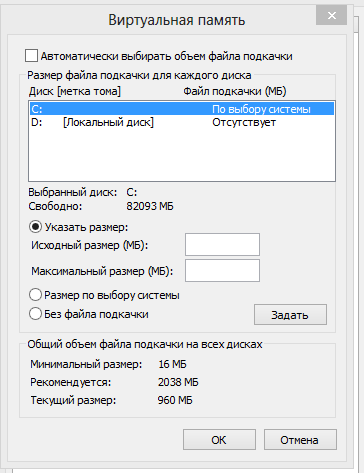 Виртуальная память
Автоматически выбирать объем файла подкачки
Размер файла подкачки для каждого диска
Диск [метка тома] Файл подкачки (МБ)
C: По выбору системы
D: [Локальный диск] Отсутствует
Выбранный диск: C:
Свободно: 82093 МБ
Указать размер:
Исходный размер (МБ):
Максимальный размер (МБ):
Размер по выбору системы
Без файла подкачки
Задать
Общий объем файла подкачки на всех дисках
Минимальный размер: 16 МБ
Рекомендуется: 2038 МБ
Текущий размер: 960 МБ
ОК Отмена